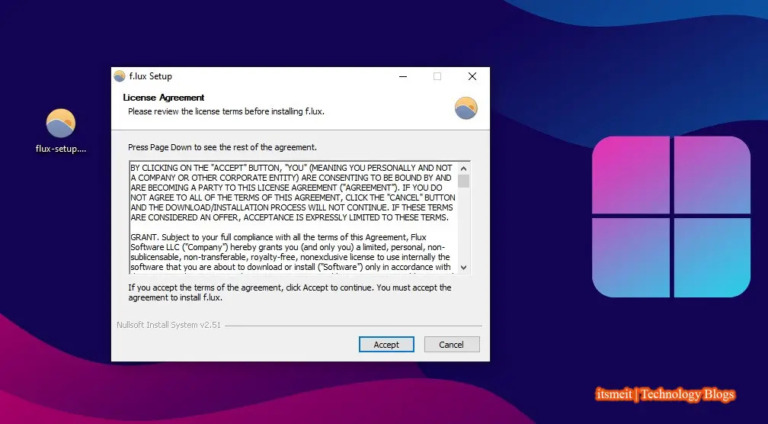 f.lux Setup
License Agreement
Please review the license terms before installing f.lux.
flux-setup....
Press Page Down to see the rest of the agreement.
BY CLICKING ON THE "ACCEPT" BUTTON, "YOU" (MEANING YOU PERSONALLY AND NOT
A COMPANY OR OTHER CORPORATE ENTITY) ARE CONSENTING TO BE BOUND BY AND
ARE BECOMING A PARTY TO THIS LICENSE AGREEMENT ("AGREEMENT"). IF YOU DO
NOT AGREE TO ALL OF THE TERMS OF THIS AGREEMENT, CLICK THE "CANCEL" BUTTON
AND THE DOWNLOAD/INSTALLATION PROCESS WILL NOT CONTINUE. IF THESE TERMS
ARE CONSIDERED AN OFFER, ACCEPTANCE IS EXPRESSLY LIMITED TO THESE TERMS.
GRANT. Subject to your full compliance with all the terms of this Agreement, Flux
Software LLC ("Company") hereby grants you (and only you) a limited, personal, non-
sublicensable, non-transferable, royalty-free, nonexclusive license to use internally the
software that you are about to download or install ("Software") only in accordance with
If you accept the terms of the agreement, click Accept to continue. You must accept the
agreement to install f.lux.
Nullsoft Install System v2.51
Accept
Cancel
itsmeit | Technology Blogs